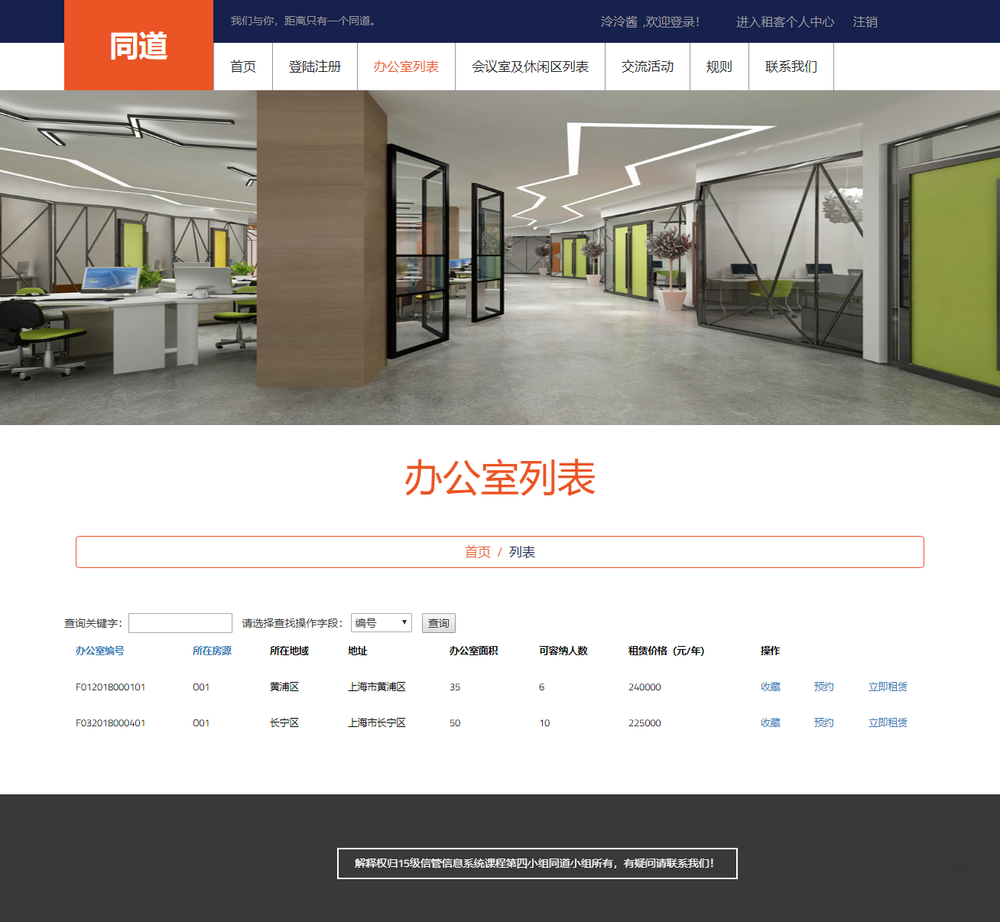 同道
我们与你，距离只有一个同道。
泠泠酱 ,欢迎登录！ 进入租客个人中心 注销
首页 登陆注册 办公室列表 会议室及休闲区列表 交流活动 规则 联系我们
办公室列表
首页 / 列表
查询关键字： 请选择查找操作字段： 编号 查询
办公室编号 所在房源 所在地域 地址 办公室面积 可容纳人数 租赁价格（元/年） 操作
F012018000101 001 黄浦区 上海市黄浦区 35 6 240000 收藏 预约 立即租赁
F032018000401 001 长宁区 上海市长宁区 50 10 225000 收藏 预约 立即租赁
解释权归15级信管信息系统课程第四小组同道小组所有，有疑问请联系我们！